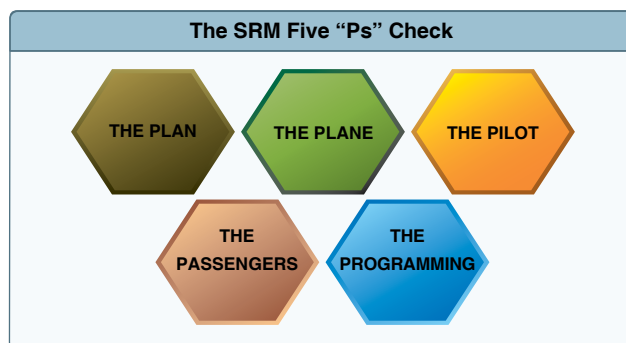 The SRM Five “Ps” Check
THE PLAN
THE PLANE
THE PILOT
THE
PASSENGERS
THE
PROGRAMMING